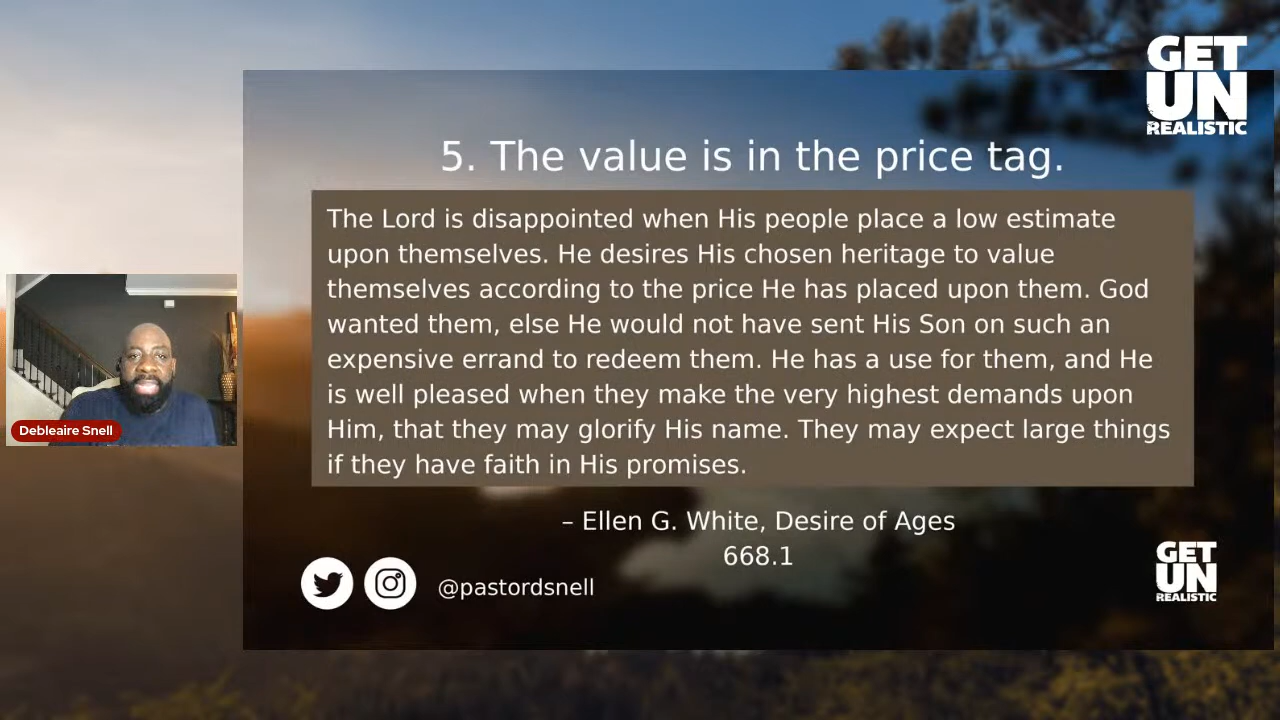 GET
UN
REALISTIC
5. The value is in the price tag.
The Lord is disappointed when His people place a low estimate
upon themselves. He desires His chosen heritage to value
themselves according to the price He has placed upon them. God
wanted them, else He would not have sent His Son on such an
expensive errand to redeem them. He has a use for them, and He
is well pleased when they make the very highest demands upon
Him, that they may glorify His name. They may expect large things
if they have faith in His promises.
Debleaire Snell
– Ellen G. White, Desire of Ages
668.1
@pastordsnell
GET
UN
REALISTIC